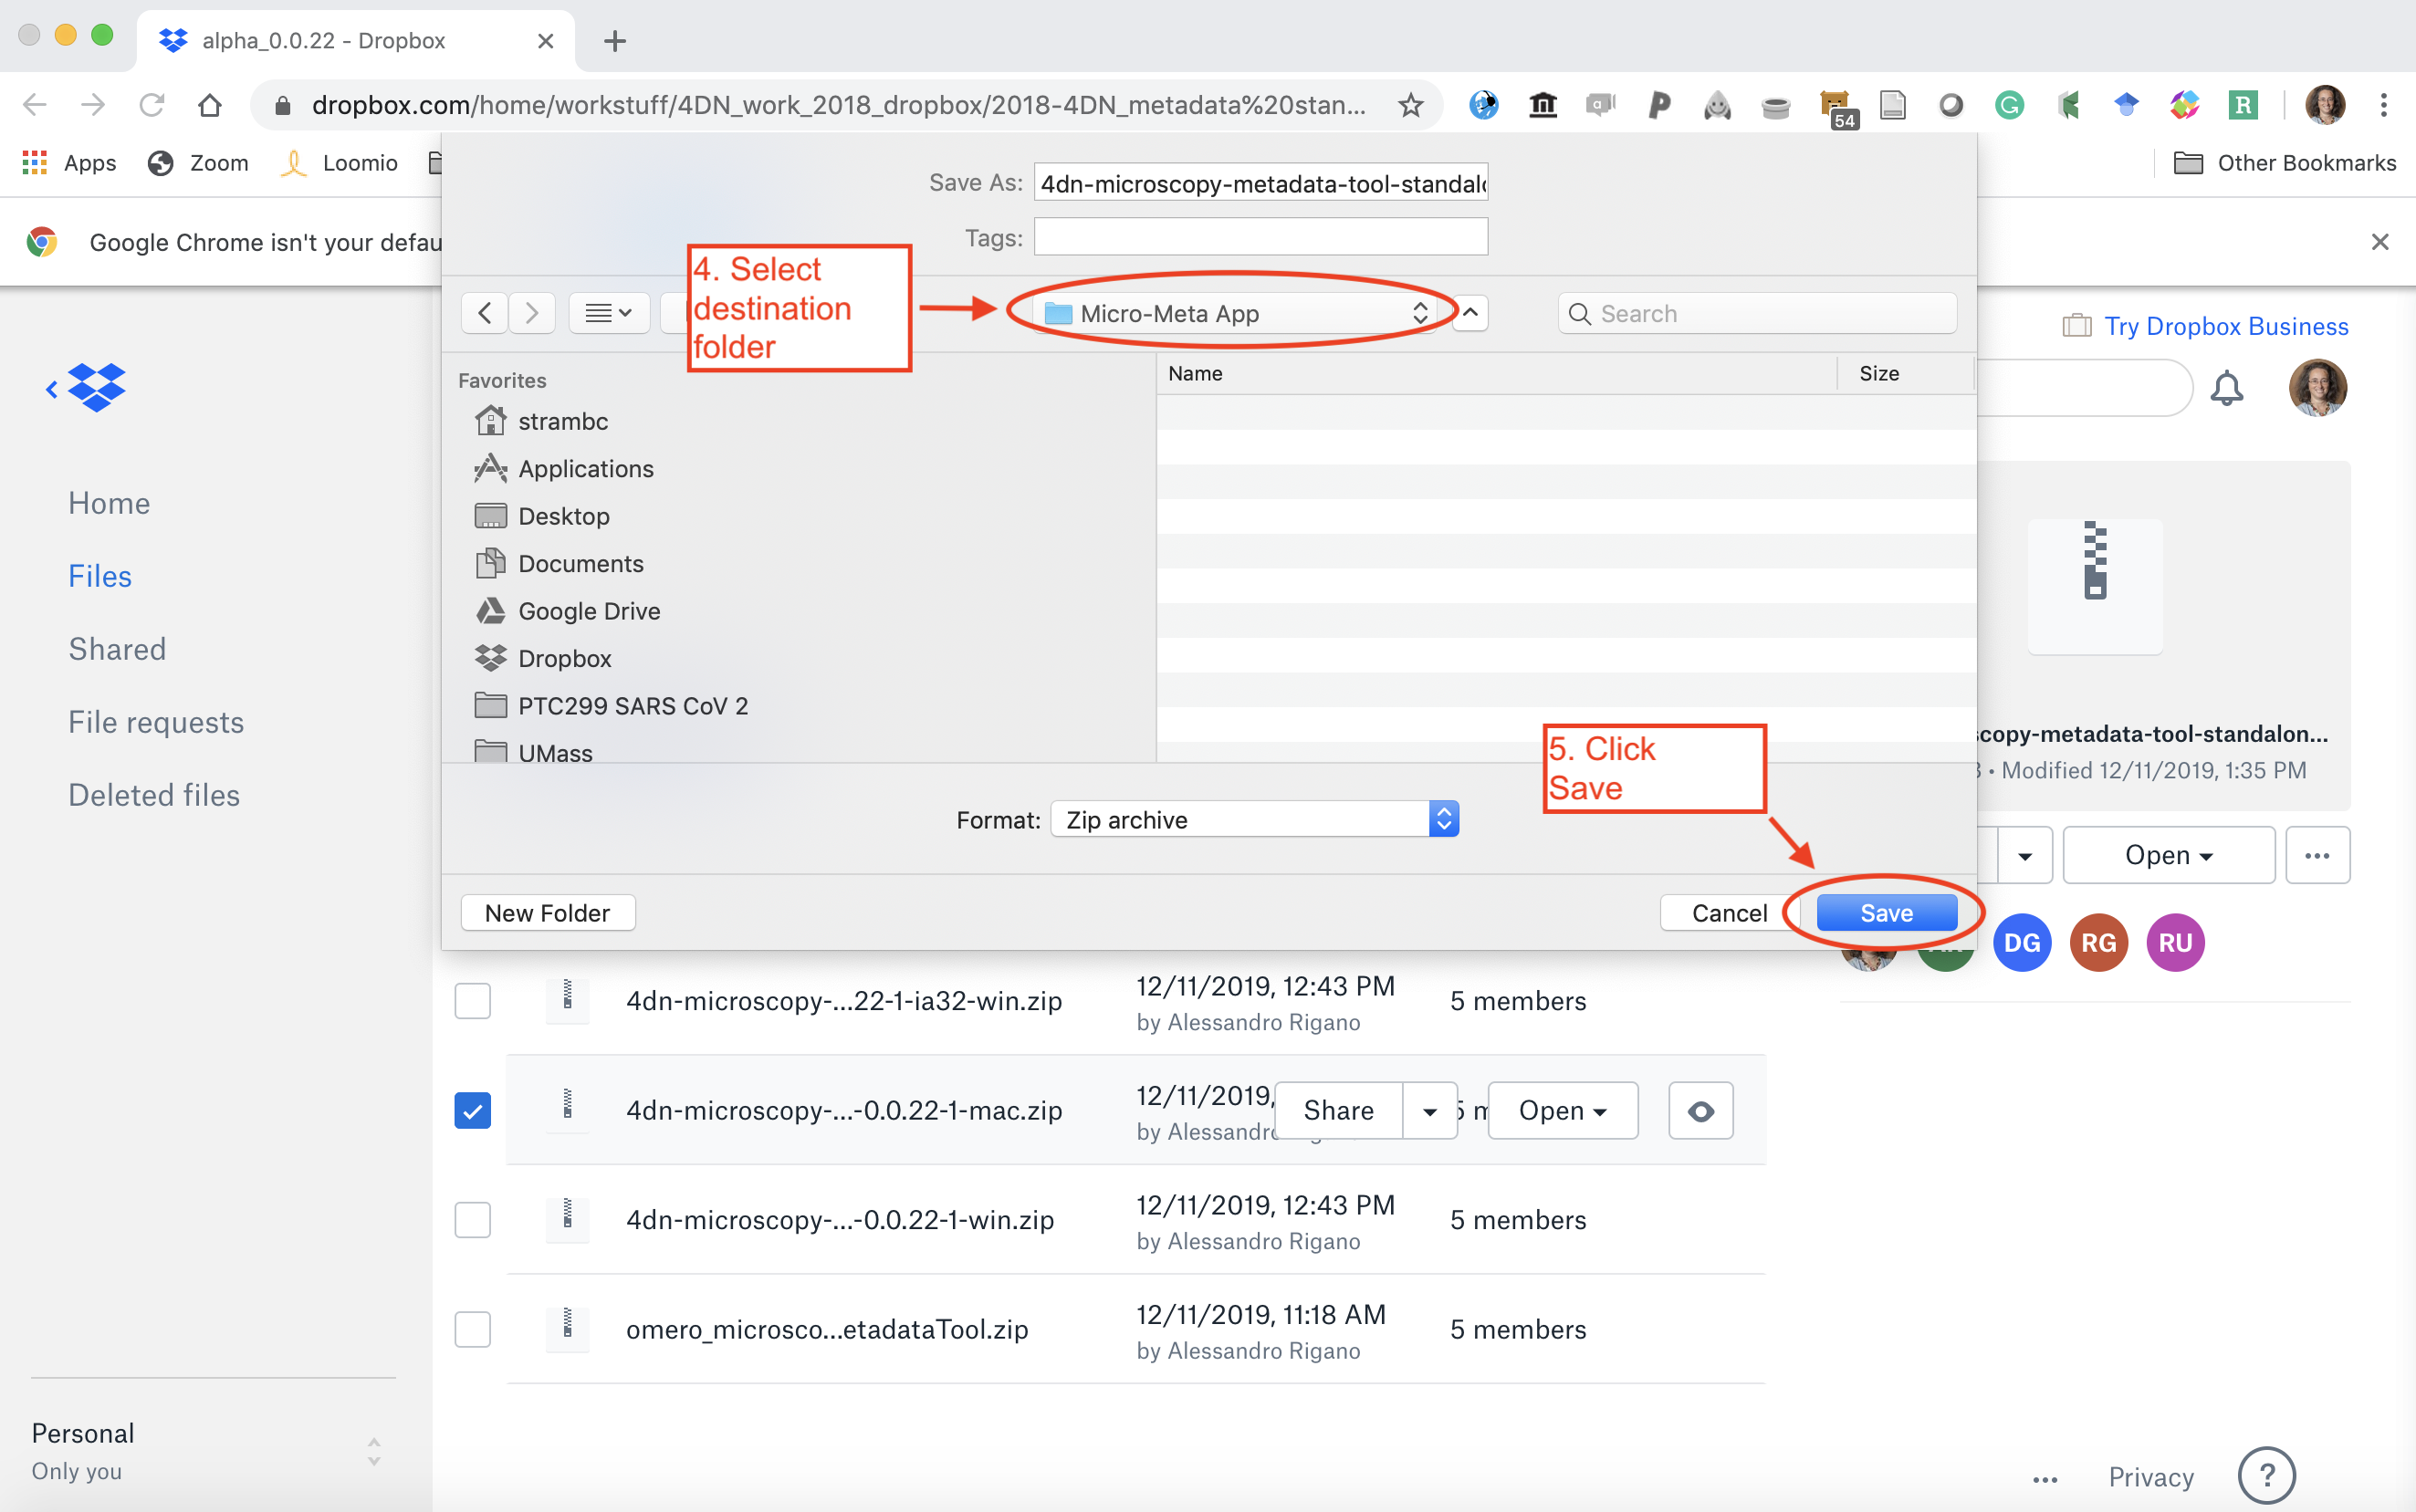 alpha_0.0.22 - Dropbox
dropbox.com/home/workstuff/4DN_work_2018_dropbox/2018-4DN_metadata%20stan...
54
Apps
Zoom
Loomio
Other Bookmarks
Google Chrome isn't your defau
Save As: 4dn-microscopy-metadata-tool-standal
Tags:
4. Select
destination
folder
Micro-Meta App
Search
Try Dropbox Business
Favorites
strambc
Applications
Desktop
Documents
Google Drive
Dropbox
PTC299 SARS CoV 2
UMass
Name
Size
Home
Files
Shared
File requests
Deleted files
copy-metadata-tool-standalon...
• Modified 12/11/2019, 1:35 PM
5. Click
Save
Format: Zip archive
Open
New Folder
Cancel
Save
DG
RG
RU
4dn-microscopy-...22-1-ia32-win.zip
12/11/2019, 12:43 PM
by Alessandro Rigano
5 members
4dn-microscopy-...-0.0.22-1-mac.zip
12/11/2019,
by Alessandr
Share
Open
4dn-microscopy-...-0.0.22-1-win.zip
12/11/2019, 12:43 PM
by Alessandro Rigano
5 members
omero_microsco...etadataTool.zip
12/11/2019, 11:18 AM
by Alessandro Rigano
5 members
Personal
Only you
Privacy
?